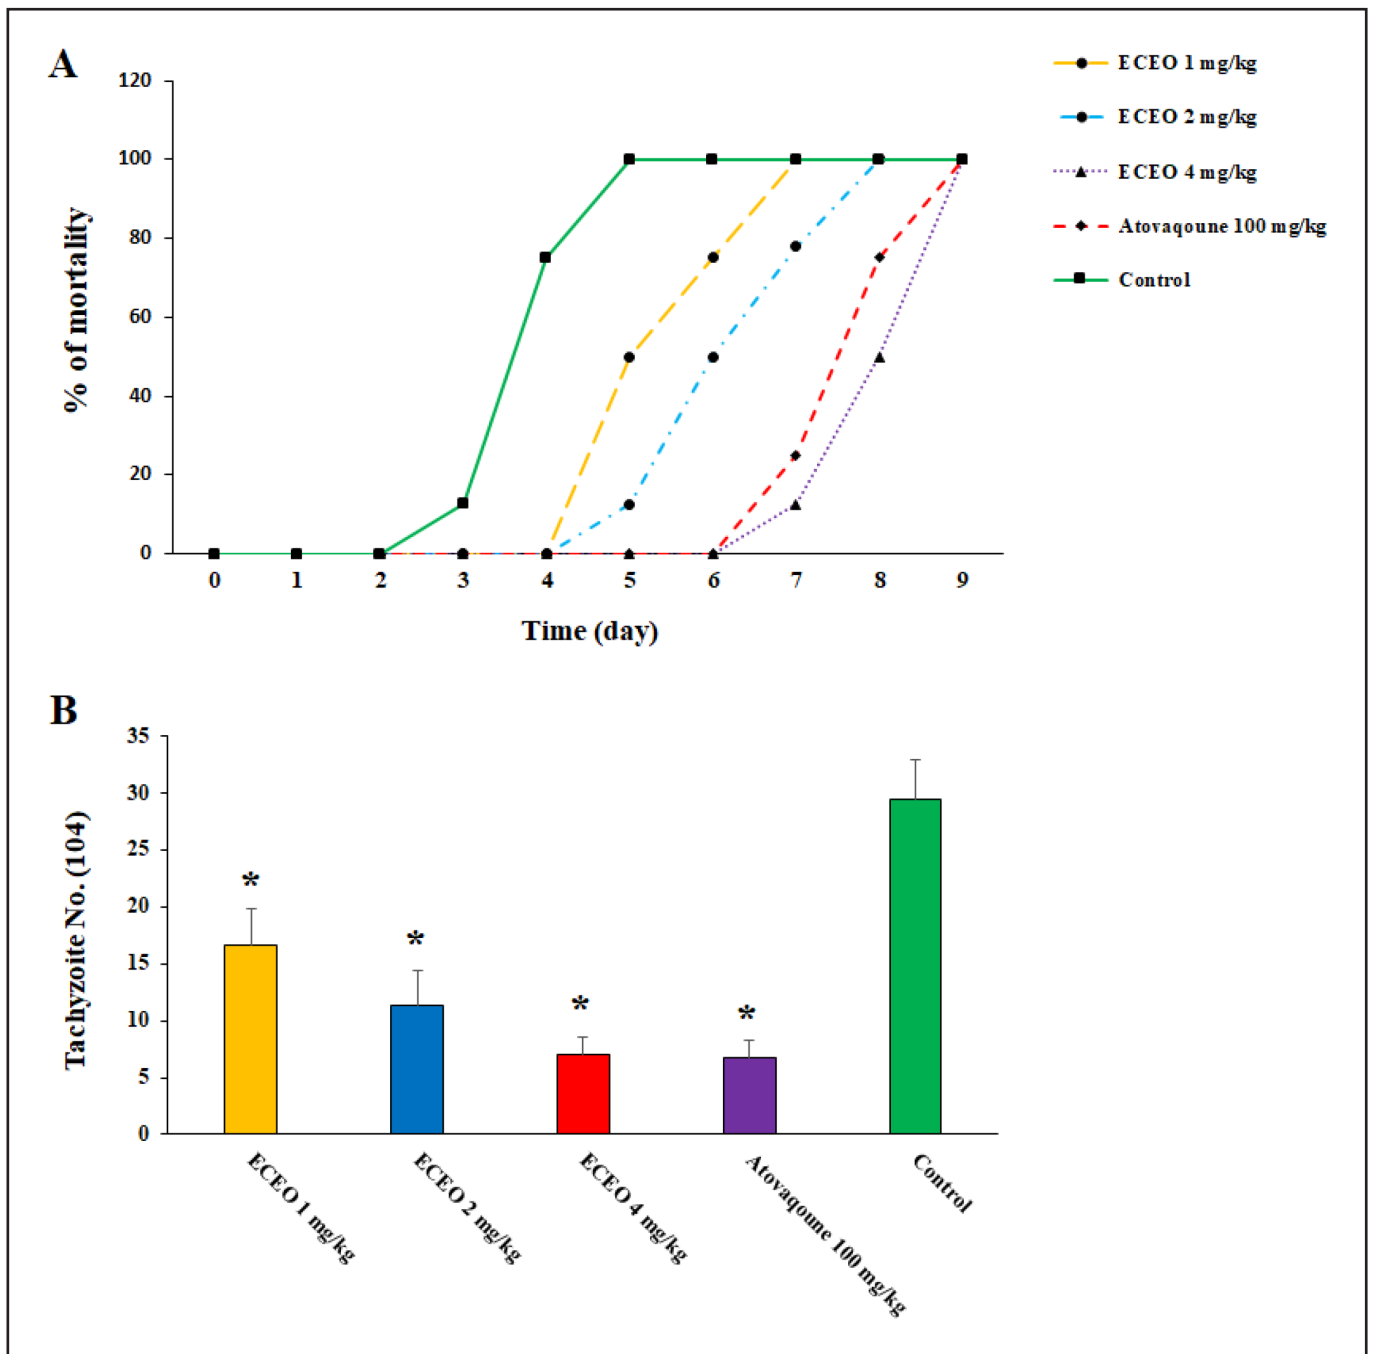 A
ECEO 1 mg/kg
ECEO 2 mg/kg
ECEO 4 mg/kg
Atovaqoune 100 mg/kg
Control
% of mortality
120
100
80
60
40
20
0
0 1 2 3 4 5 6 7 8 9
Time (day)
B
Tachyzoite No. (104)
35
30
25
20
15
10
5
0
* * * *
ECEO 1 mg/kg
ECEO 2 mg/kg
ECEO 4 mg/kg
Atovaqoune 100 mg/kg
Control